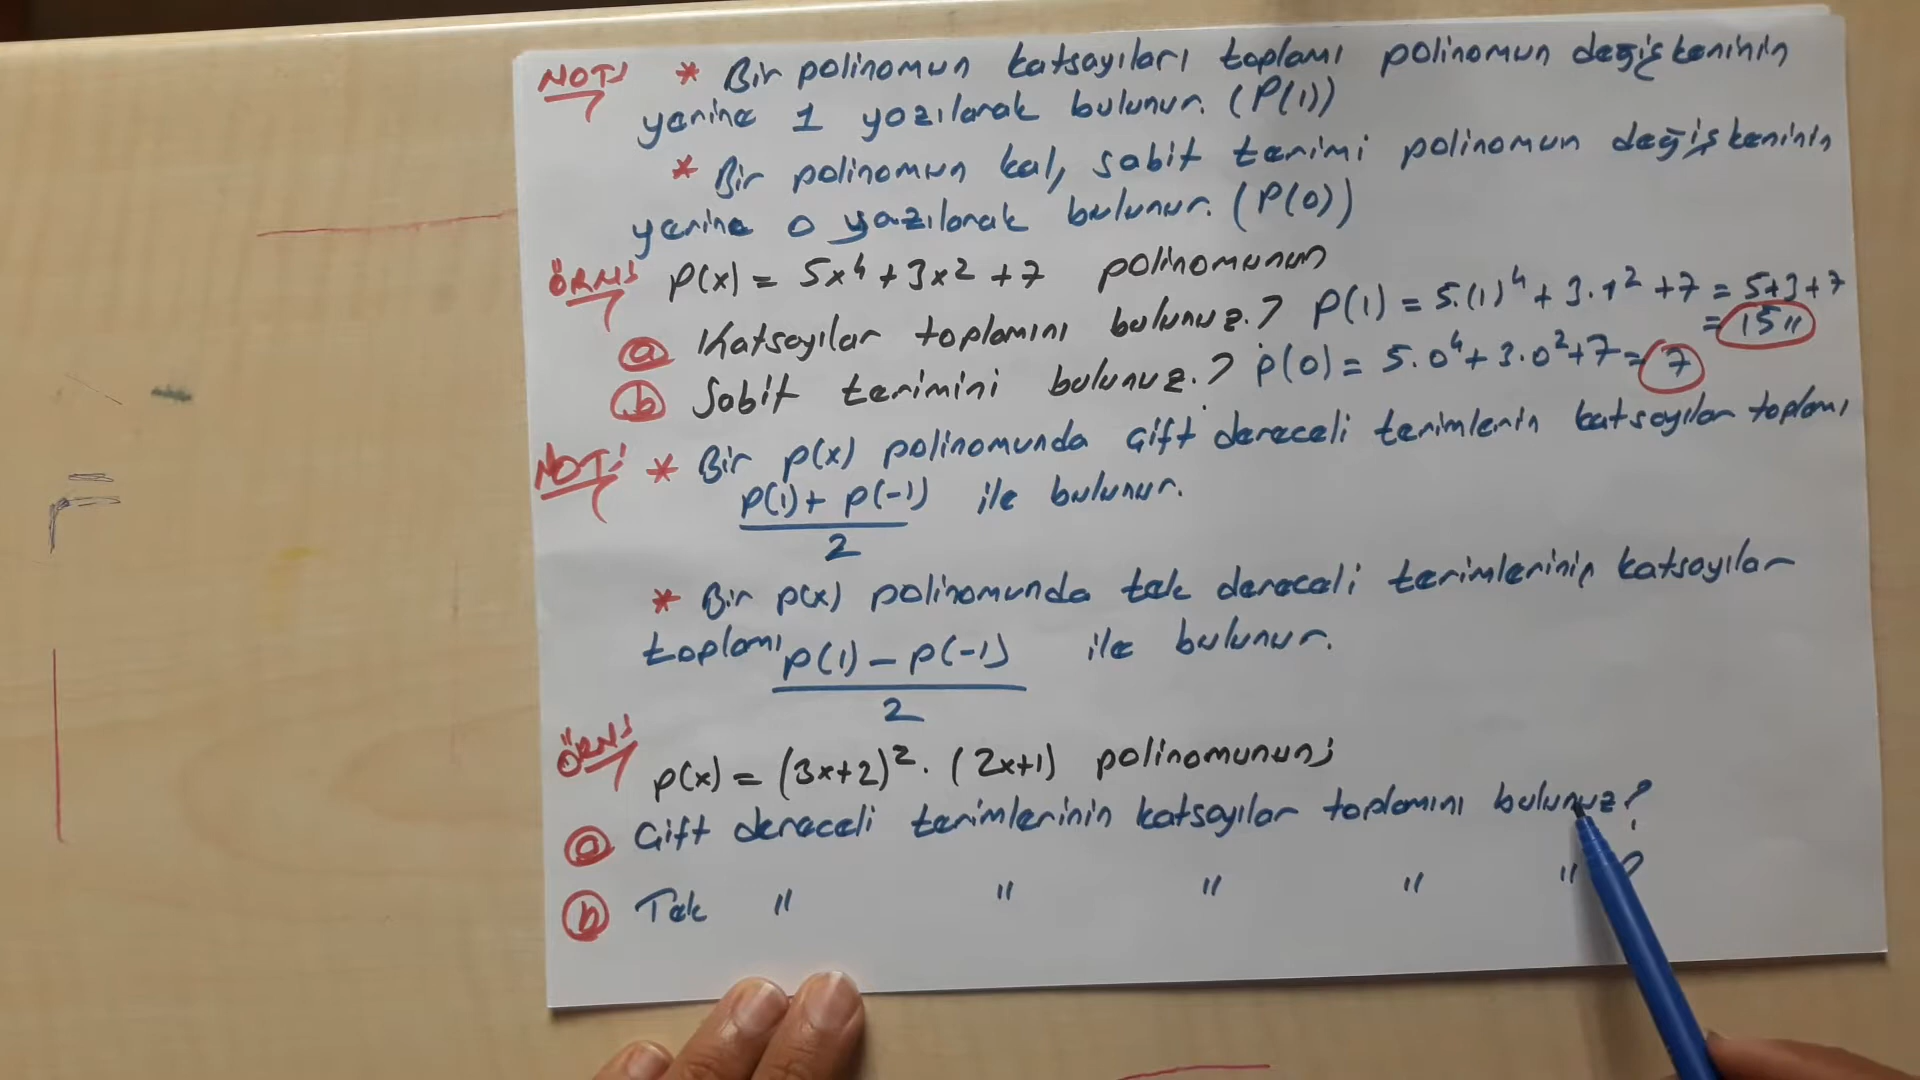 NOT: * Bir polinomun katsayıları toplamı polinomun değişkeninin
yerine 1 yazılarak bulunur. (P(1))
* Bir polinomun kal, sabit terimi polinomun değişkeninin
yerine 0 yazılarak bulunur. (P(0))
ÖRN: P(x) = 5x⁴ + 3x² + 7 polinomunun
a Katsayılar toplamını bulunuz.? P(1) = 5.(1)⁴ + 3.1² + 7 = 5+3+7
= 15//
b Sabit terimini bulunuz.? P(0) = 5.0⁴ + 3.0² + 7 = 7
NOT: * Bir P(x) polinomunda çift dereceli terimlerin katsayılar toplamı
P(1) + P(-1) ile bulunur.
2
* Bir P(x) polinomunda tek dereceli terimlerinin katsayılar
toplamı P(1) - P(-1) ile bulunur.
2
ÖRN: P(x) = (3x+2)² . (2x+1) polinomunun;
a Çift dereceli terimlerinin katsayılar toplamını bulunuz?
b Tek " " " " " ?